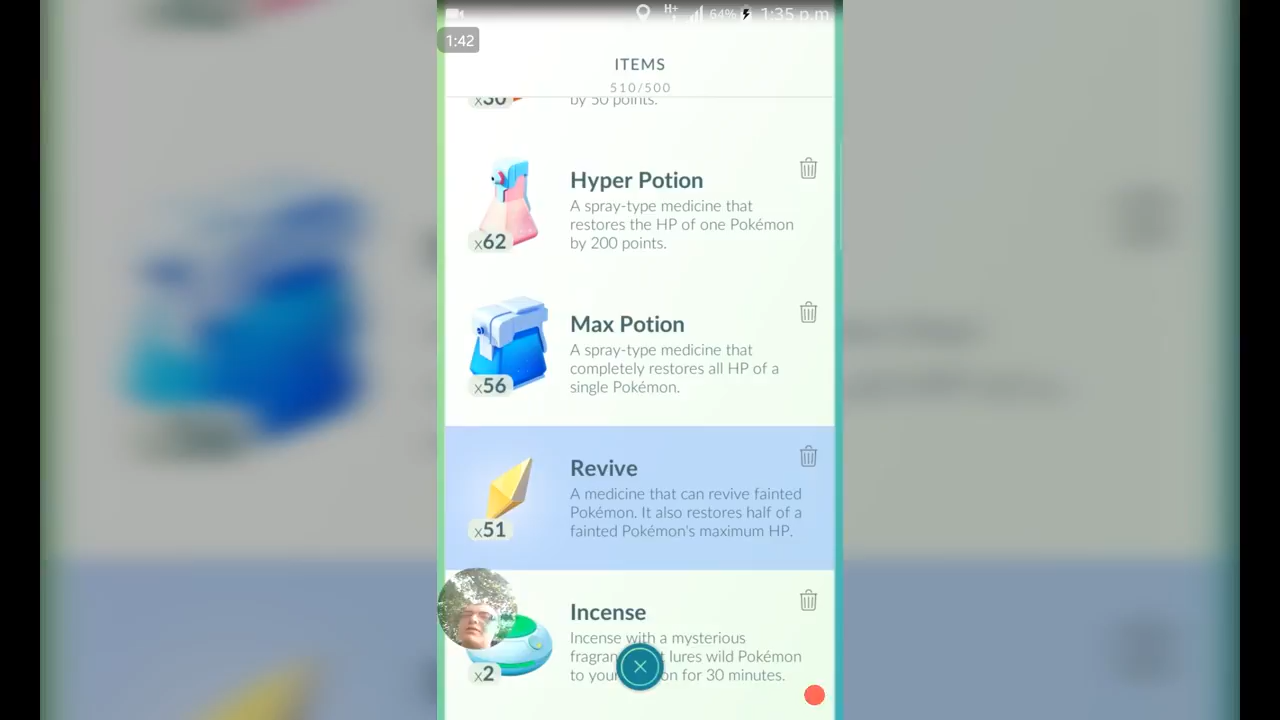 H+ 64% 1:35 p.m
1:42
ITEMS
510/500
x30
by 50 points.
Hyper Potion
A spray-type medicine that
restores the HP of one Pokémon
by 200 points.
x62
Max Potion
A spray-type medicine that
completely restores all HP of a
single Pokémon.
x56
Revive
A medicine that can revive fainted
Pokémon. It also restores half of a
fainted Pokémon's maximum HP.
x51
Incense
Incense with a mysterious
lures wild Pokémon
for 30 minutes.
x2